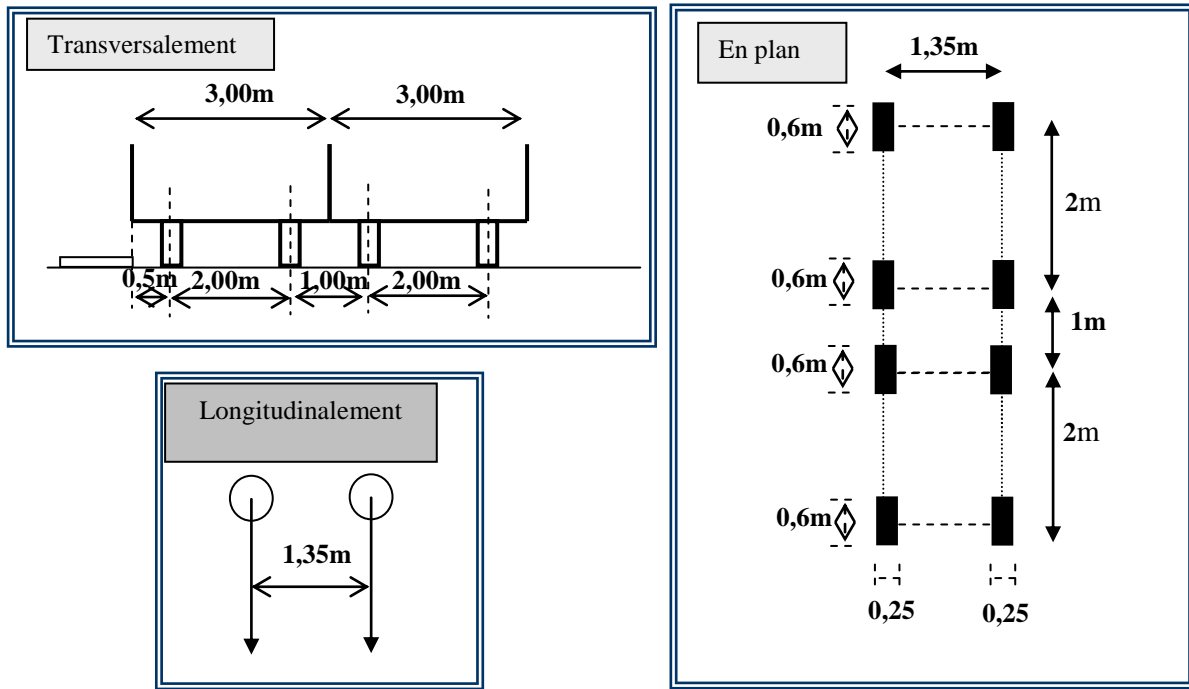 Transversalement
3,00m 3,00m
0,5m 2,00m 1,00m 2,00m
Longitudinalement
1,35m
En plan
1,35m
0,6m
2m
0,6m
1m
0,6m
2m
0,6m
0,25 0,25